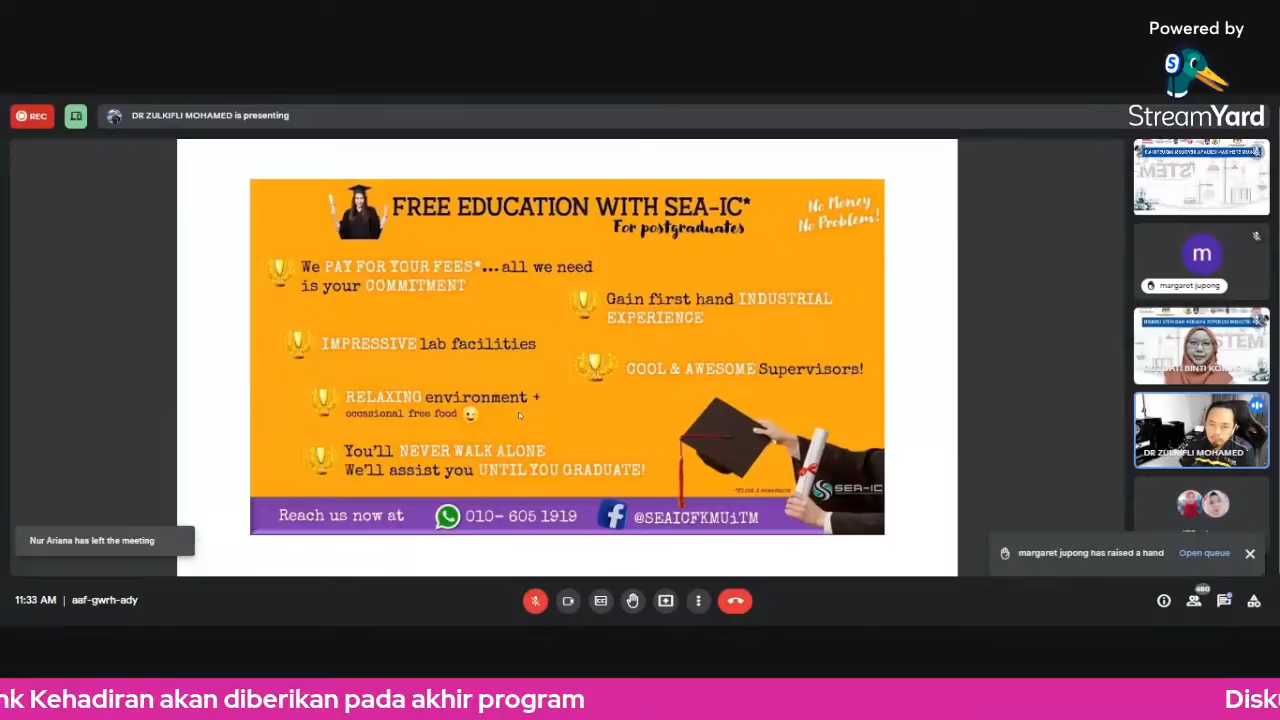 Powered by
StreamYard
REC
DR ZULKIFLI MOHAMED is presenting
FREE EDUCATION WITH SEA-IC*
For postgraduates
No Money
No Problem!
We PAY FOR YOUR FEES*... all we need
is your COMMITMENT
Gain first hand INDUSTRIAL
EXPERIENCE
IMPRESSIVE lab facilities
COOL & AWESOME Supervisors!
RELAXING environment +
occasional free food
You'll NEVER WALK ALONE
We'll assist you UNTIL YOU GRADUATE!
SEA-IC
Reach us now at
010- 605 1919
@SEAICFKMUiTM
STEM
m
margaret jupong
STEM
DR ZULKIFLI MOHAMED
Nur Ariana has left the meeting
margaret jupong has raised a hand
Open queue
11:33 AM | aaf-gwrh-ady
480
nk Kehadiran akan diberikan pada akhir program
Disku